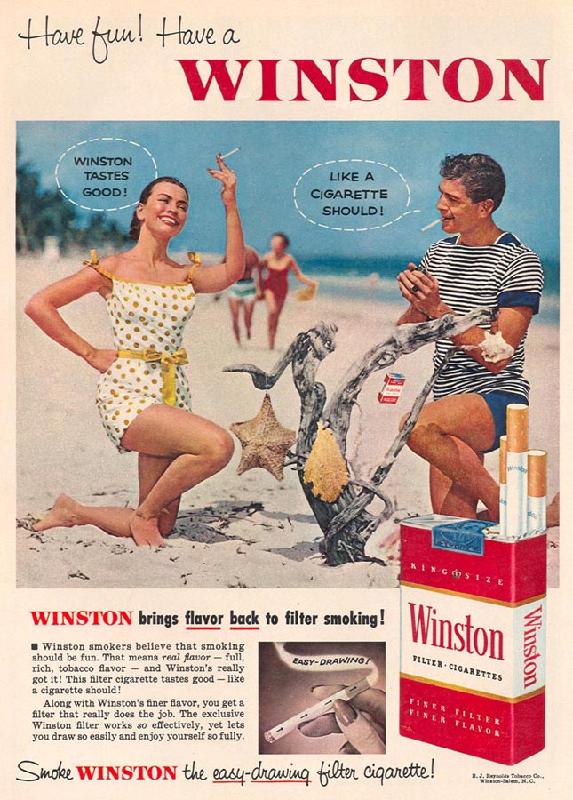 Have fun! Have a
WINSTON
WINSTON
TASTES
GOOD!
LIKE A
CIGARETTE
SHOULD!
KING SIZE
Winston
FILTER-CIGARETTES
FINER FILTER
FINER FLAVOR
Winston
WINSTON brings flavor back to filter smoking!
■ Winston smokers believe that smoking
should be fun. That means real flavor — full,
rich, tobacco flavor — and Winston's really
got it! This filter cigarette tastes good — like
a cigarette should!
Along with Winston's finer flavor, you get a
filter that really does the job. The exclusive
Winston filter works so effectively, yet lets
you draw so easily and enjoy yourself so fully.
EASY-DRAWING!
Smoke WINSTON the easy-drawing filter cigarette!
R. J. Reynolds Tobacco Co.,
Winston-Salem, N.C.